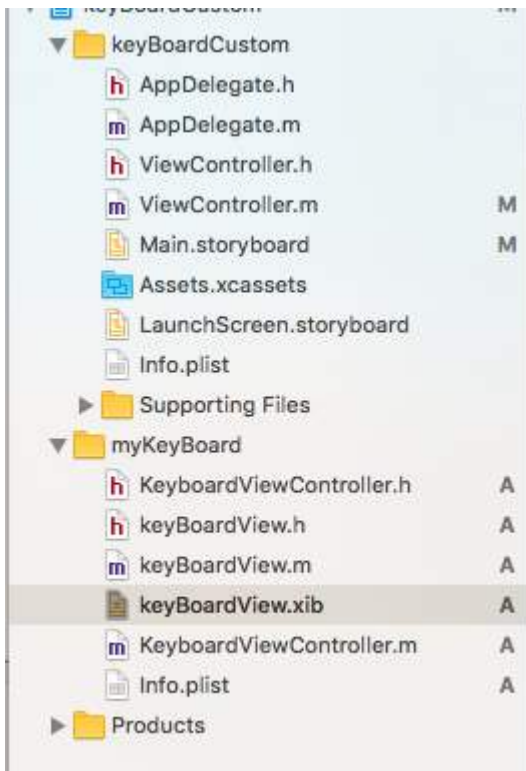 keyBoardCustom M
keyBoardCustom
h AppDelegate.h
m AppDelegate.m
h ViewController.h
m ViewController.m M
Main.storyboard M
Assets.xcassets
LaunchScreen.storyboard
Info.plist
Supporting Files
myKeyBoard
h KeyboardViewController.h A
h keyBoardView.h A
m keyBoardView.m A
keyBoardView.xib A
m KeyboardViewController.m A
Info.plist A
Products